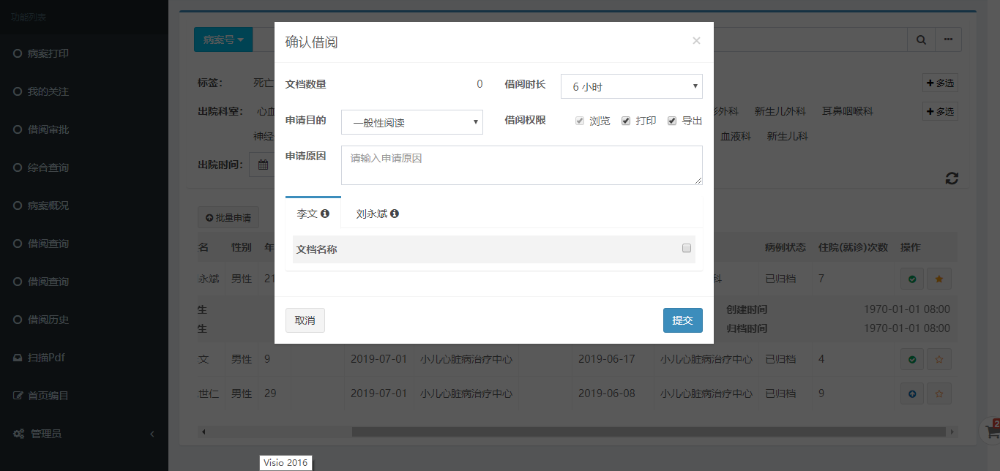 功能列表
病案打印
我的关注
借阅审批
综合查询
病案概况
借阅查询
借阅查询
借阅历史
扫描Pdf
首页编目
管理员
病案号
标签: 死亡 多选
出院科室: 心血 外科 新生儿外科 耳鼻咽喉科 多选
神经 血液科 新生儿科
出院时间:
确认借阅 ×
文档数量 0 借阅时长 6 小时
申请目的 一般性阅读 借阅权限 浏览 打印 导出
申请原因 请输入申请原因
李文 刘永斌
文档名称
取消 提交
批量申请
名 性别 年 病例状态 住院(就诊)次数 操作
永斌 男性 21 科 已归档 7
生 创建时间 1970-01-01 08:00
生 归档时间 1970-01-01 08:00
文 男性 9 2019-07-01 小儿心脏病治疗中心 2019-06-17 小儿心脏病治疗中心 已归档 4
世仁 男性 29 2019-07-01 小儿心脏病治疗中心 2019-06-08 小儿心脏病治疗中心 已归档 9
2
Visio 2016